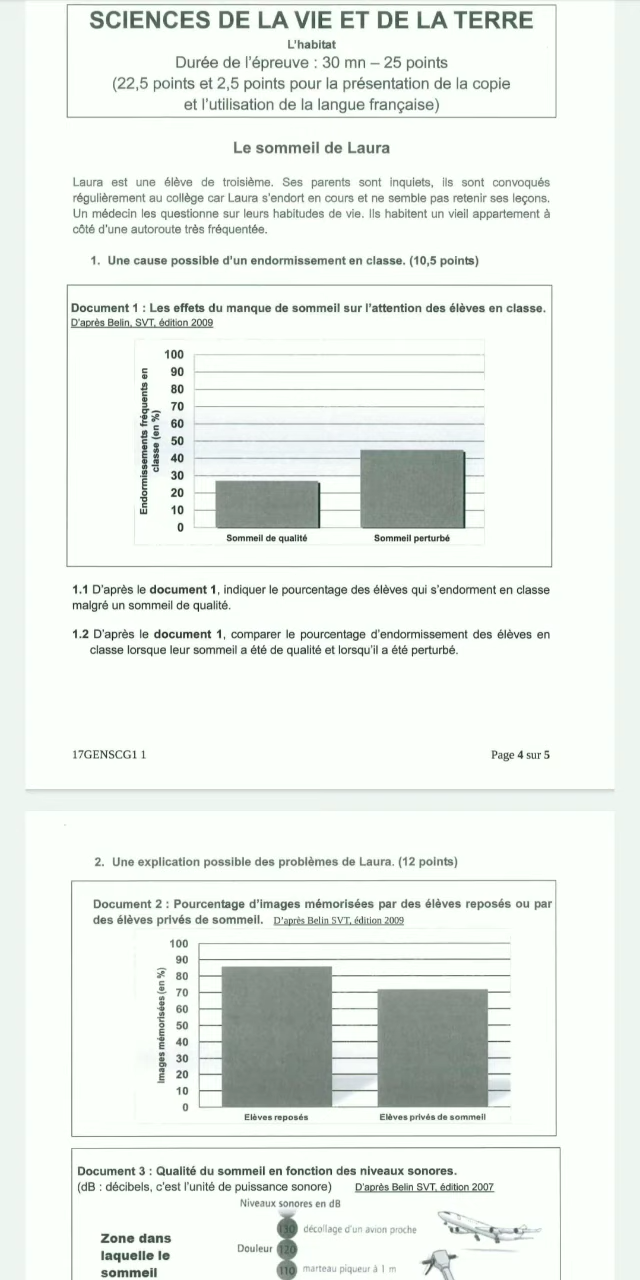 SCIENCES DE LA VIE ET DE LA TERRE
L'habitat
Durée de l'épreuve : 30 mn – 25 points
(22,5 points et 2,5 points pour la présentation de la copie
et l'utilisation de la langue française)
Le sommeil de Laura
Laura est une élève de troisième. Ses parents sont inquiets, ils sont convoqués
régulièrement au collège car Laura s'endort en cours et ne semble pas retenir ses leçons.
Un médecin les questionne sur leurs habitudes de vie. Ils habitent un vieil appartement à
côté d'une autoroute très fréquentée.
1. Une cause possible d'un endormissement en classe. (10,5 points)
Document 1 : Les effets du manque de sommeil sur l'attention des élèves en classe.
D'après Belin, SVT, édition 2009
Endormissements fréquents en
classe (en %)
100
90
80
70
60
50
40
30
20
10
0
Sommeil de qualité Sommeil perturbé
1.1 D'après le document 1, indiquer le pourcentage des élèves qui s'endorment en classe
malgré un sommeil de qualité.
1.2 D'après le document 1, comparer le pourcentage d'endormissement des élèves en
classe lorsque leur sommeil a été de qualité et lorsqu'il a été perturbé.
17GENSCG1 1 Page 4 sur 5
2. Une explication possible des problèmes de Laura. (12 points)
Document 2 : Pourcentage d'images mémorisées par des élèves reposés ou par
des élèves privés de sommeil. D'après Belin SVT, édition 2009
Images mémorisées (en %)
100
90
80
70
60
50
40
30
20
10
0
Elèves reposés Elèves privés de sommeil
Document 3 : Qualité du sommeil en fonction des niveaux sonores.
(dB : décibels, c'est l'unité de puissance sonore) D'après Belin SVT, édition 2007
Niveaux sonores en dB
130 décollage d'un avion proche
Zone dans
laquelle le
sommeil
Douleur 120
110 marteau piqueur à 1 m